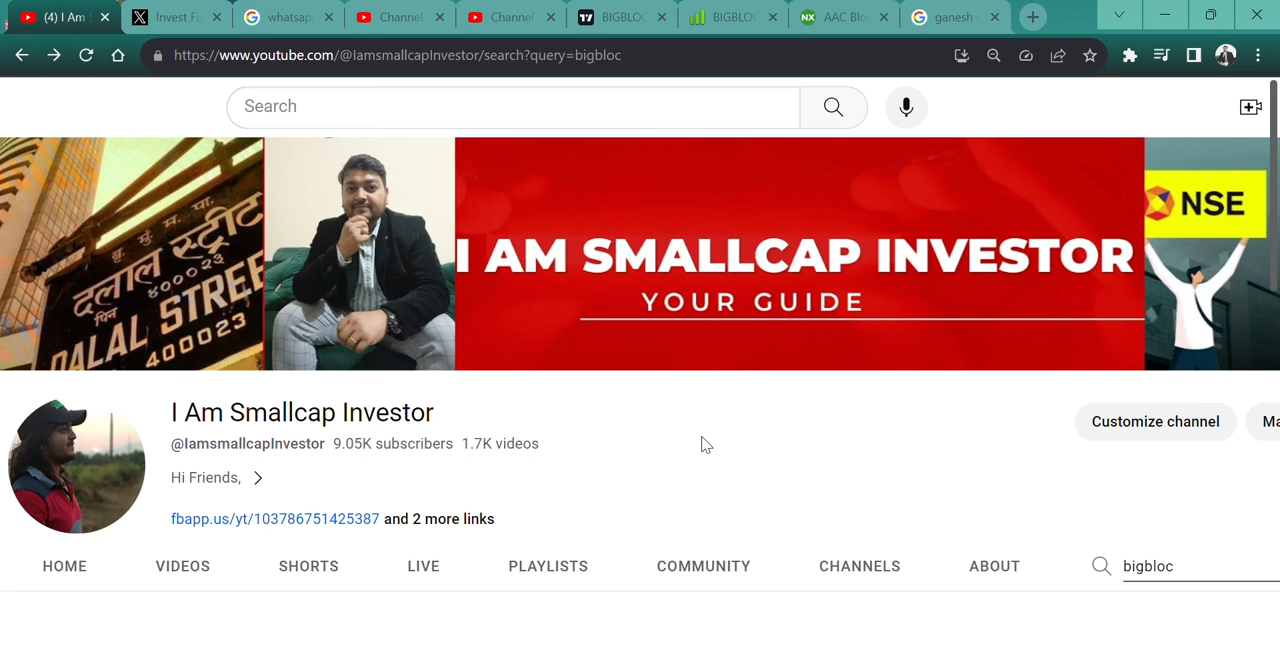 (4) I Am S
Invest Fo
whatsap
Channel
Channel
BIGBLOC
BIGBLOC
AAC Bloc
ganesh c
https://www.youtube.com/@IamsmallcapInvestor/search?query=bigbloc
Search
दलाल स्ट्रीट
४०००२३
पिन
DALAL STREE
400023
I AM SMALLCAP INVESTOR
YOUR GUIDE
NSE
I Am Smallcap Investor
@IamsmallcapInvestor 9.05K subscribers 1.7K videos
Customize channel
Ma
Hi Friends,
fbapp.us/yt/103786751425387 and 2 more links
HOME
VIDEOS
SHORTS
LIVE
PLAYLISTS
COMMUNITY
CHANNELS
ABOUT
bigbloc